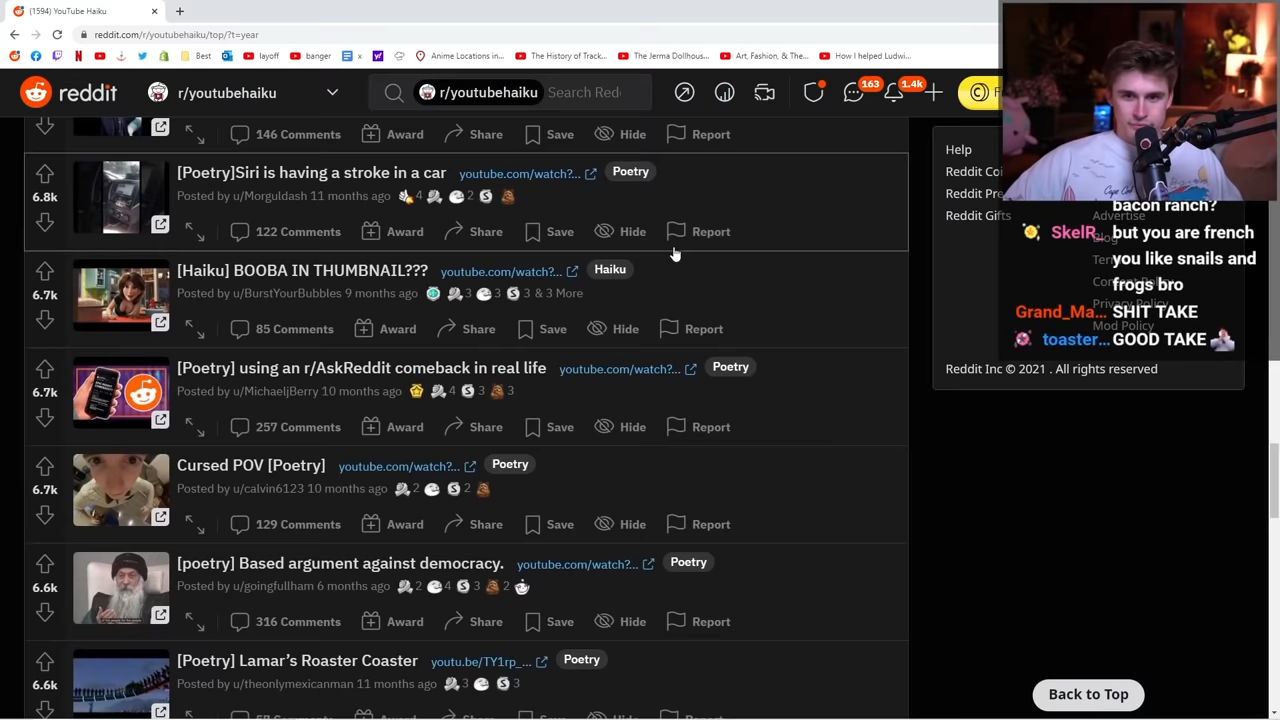 (1594) YouTube Haiku
reddit.com/r/youtubehaiku/top/?t=year
Best
layoff
banger
x
Anime Locations in...
The History of Track...
The Jerma Dollhous...
Art, Fashion, & The...
How I helped Ludwi...
reddit
r/youtubehaiku
r/youtubehaiku
Search Red
163
1.4k
146 Comments
Award
Share
Save
Hide
Report
6.8k
[Poetry]Siri is having a stroke in a car
youtube.com/watch?...
Poetry
Posted by u/Morguldash 11 months ago
4
2
122 Comments
Award
Share
Save
Hide
Report
6.7k
[Haiku] BOOBA IN THUMBNAIL???
youtube.com/watch?...
Haiku
Posted by u/BurstYourBubbles 9 months ago
3
3
3 & 3 More
85 Comments
Award
Share
Save
Hide
Report
6.7k
[Poetry] using an r/AskReddit comeback in real life
youtube.com/watch?...
Poetry
Posted by u/MichaeljBerry 10 months ago
4
3
3
257 Comments
Award
Share
Save
Hide
Report
6.7k
Cursed POV [Poetry]
youtube.com/watch?...
Poetry
Posted by u/calvin6123 10 months ago
2
2
129 Comments
Award
Share
Save
Hide
Report
6.6k
[poetry] Based argument against democracy.
youtube.com/watch?...
Poetry
Posted by u/goingfullham 6 months ago
2
4
3
2
316 Comments
Award
Share
Save
Hide
Report
6.6k
[Poetry] Lamar's Roaster Coaster
youtu.be/TY1rp_...
Poetry
Posted by u/theonlymexicanman 11 months ago
3
3
Help
Reddit Co
Reddit Pre
Reddit Gifts
Advertise
Blog
Mod Policy
Reddit Inc © 2021 . All rights reserved
Back to Top
Cape Cod
bacon ranch?
SkelR_ but you are french
you like snails and
frogs bro
Grand_Ma... SHIT TAKE
toaster... GOOD TAKE